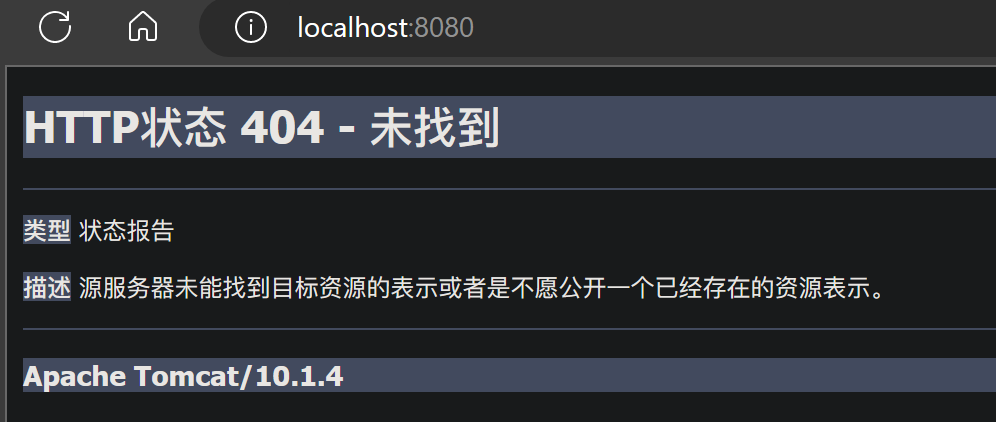 localhost:8080
HTTP状态 404 - 未找到
类型 状态报告
描述 源服务器未能找到目标资源的表示或者是不愿公开一个已经存在的资源表示。
Apache Tomcat/10.1.4